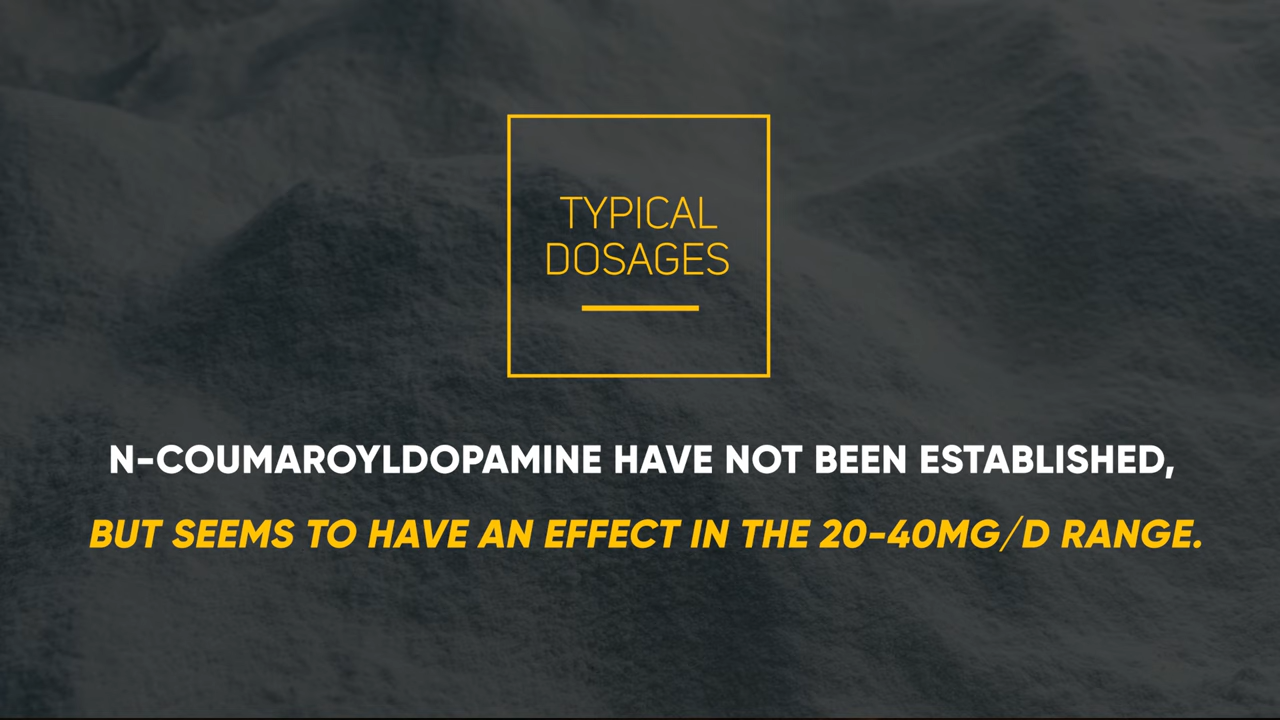 TYPICAL
DOSAGES
N-COUMAROYLDOPAMINE HAVE NOT BEEN ESTABLISHED,
BUT SEEMS TO HAVE AN EFFECT IN THE 20-40MG/D RANGE.